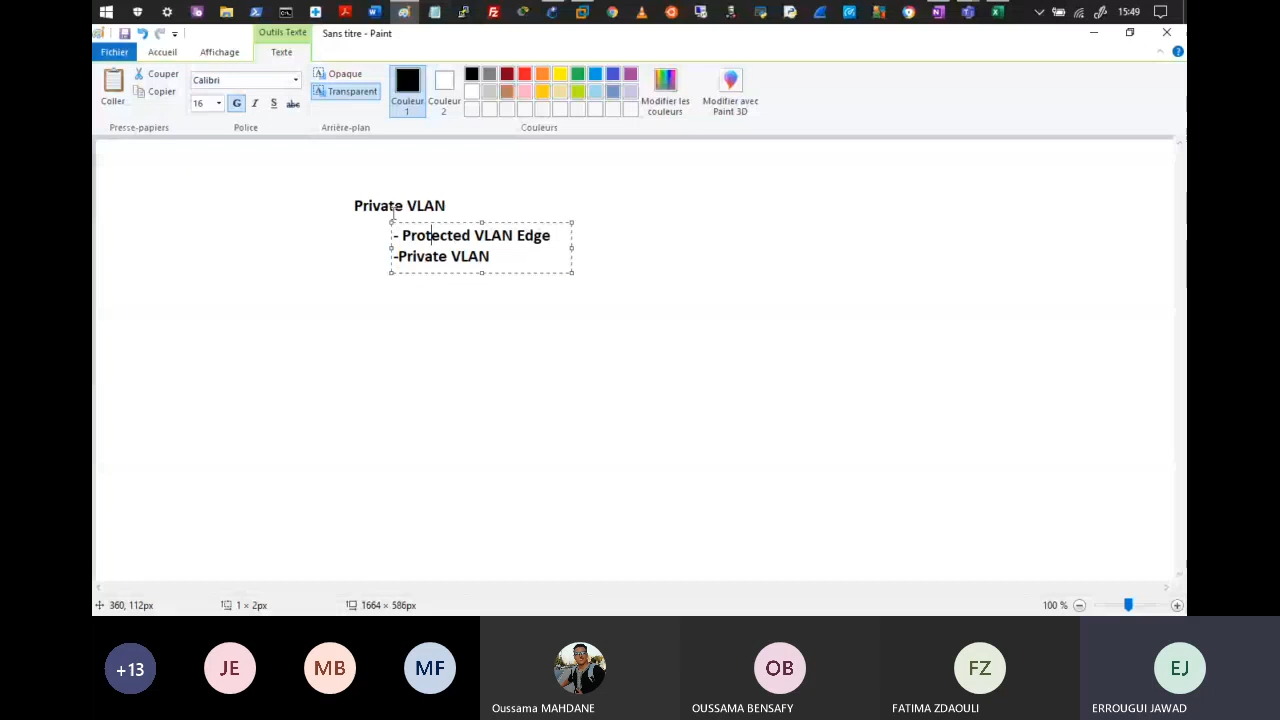 15:49
Outils Texte
Sans titre - Paint
Fichier
Accueil
Affichage
Texte
Coller
Couper
Copier
Presse-papiers
Calibri
16
G
I
S
abc
Police
Opaque
Transparent
Arrière-plan
Couleur 1
Couleur 2
Couleurs
Modifier les couleurs
Modifier avec Paint 3D
Private VLAN
- Protected VLAN Edge
-Private VLAN
360, 112px
1 × 2px
1664 × 586px
100 %
+13
JE
MB
MF
OB
FZ
EJ
Oussama MAHDANE
OUSSAMA BENSAFY
FATIMA ZDAOULI
ERROUGUI JAWAD